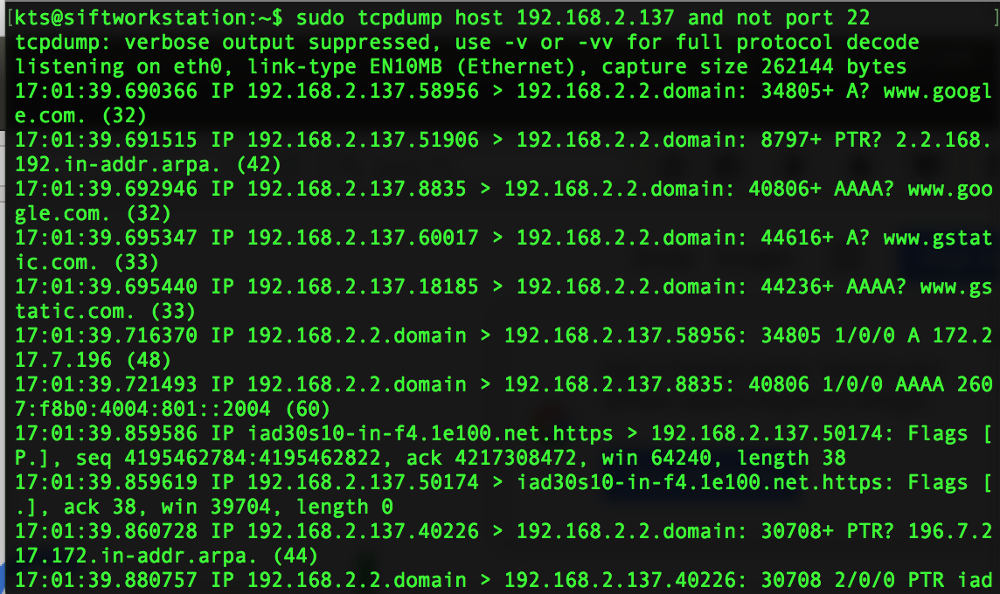 [kts@siftworkstation:~$ sudo tcpdump host 192.168.2.137 and not port 22 ]
tcpdump: verbose output suppressed, use -v or -vv for full protocol decode
listening on eth0, link-type EN10MB (Ethernet), capture size 262144 bytes
17:01:39.690366 IP 192.168.2.137.58956 > 192.168.2.2.domain: 34805+ A? www.googl
e.com. (32)
17:01:39.691515 IP 192.168.2.137.51906 > 192.168.2.2.domain: 8797+ PTR? 2.2.168.
192.in-addr.arpa. (42)
17:01:39.692946 IP 192.168.2.137.8835 > 192.168.2.2.domain: 40806+ AAAA? www.goo
gle.com. (32)
17:01:39.695347 IP 192.168.2.137.60017 > 192.168.2.2.domain: 44616+ A? www.gstat
ic.com. (33)
17:01:39.695440 IP 192.168.2.137.18185 > 192.168.2.2.domain: 44236+ AAAA? www.gs
tatic.com. (33)
17:01:39.716370 IP 192.168.2.2.domain > 192.168.2.137.58956: 34805 1/0/0 A 172.2
17.7.196 (48)
17:01:39.721493 IP 192.168.2.2.domain > 192.168.2.137.8835: 40806 1/0/0 AAAA 260
7:f8b0:4004:801::2004 (60)
17:01:39.859586 IP iad30s10-in-f4.1e100.net.https > 192.168.2.137.50174: Flags [
P.], seq 4195462784:4195462822, ack 4217308472, win 64240, length 38
17:01:39.859619 IP 192.168.2.137.50174 > iad30s10-in-f4.1e100.net.https: Flags [
.], ack 38, win 39704, length 0
17:01:39.860728 IP 192.168.2.137.40226 > 192.168.2.2.domain: 30708+ PTR? 196.7.2
17.172.in-addr.arpa. (44)
17:01:39.880757 IP 192.168.2.2.domain > 192.168.2.137.40226: 30708 2/0/0 PTR iad